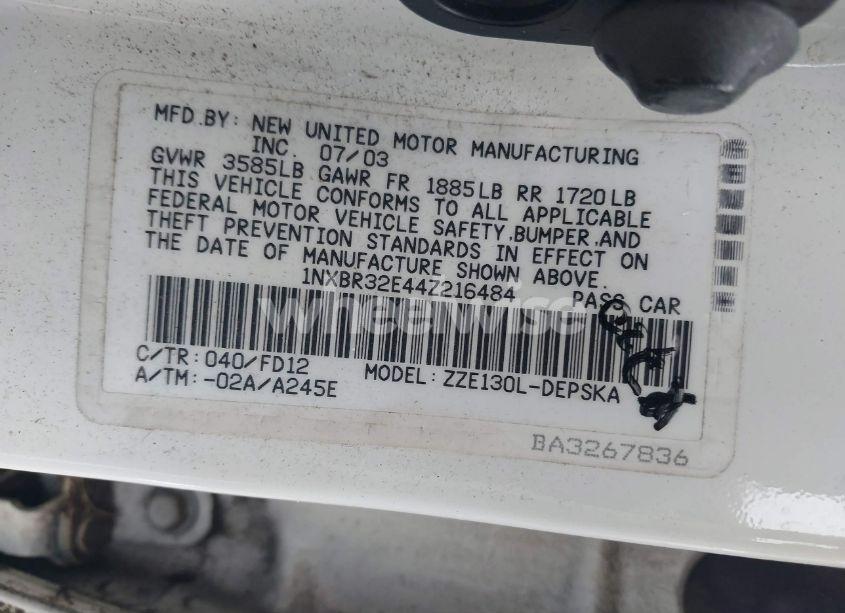 MFD.BY: NEW UNITED MOTOR MANUFACTURING
INC. 07/03
GVWR 3585LB GAWR FR 1885LB RR 1720LB
THIS VEHICLE CONFORMS TO ALL APPLICABLE
FEDERAL MOTOR VEHICLE SAFETY,BUMPER,AND
THEFT PREVENTION STANDARDS IN EFFECT ON
THE DATE OF MANUFACTURE SHOWN ABOVE.
1NXBR32E44Z216484 PASS CAR
wheelwise
C/TR: 040/FD12
A/TM: -02A/A245E MODEL: ZZE130L-DEPSKA
BA3267836